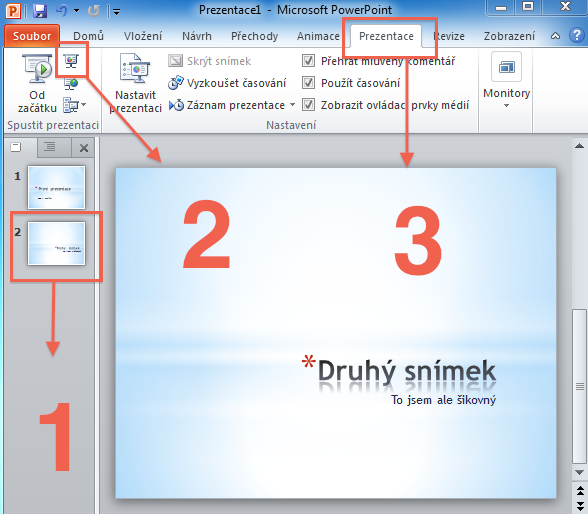 Prezentace1 - Microsoft PowerPoint
Soubor Domů Vložení Návrh Přechody Animace Prezentace Revize Zobrazení
Od začátku
Nastavit prezentaci
Skrýt snímek
Vyzkoušet časování
Záznam prezentace
Přehrát mluvený komentář
Použít časování
Zobrazit ovládací prvky médií
Monitory
Spustit prezentaci
Nastavení
1
2
1
2
3
*Druhý snímek
To jsem ale šikovný